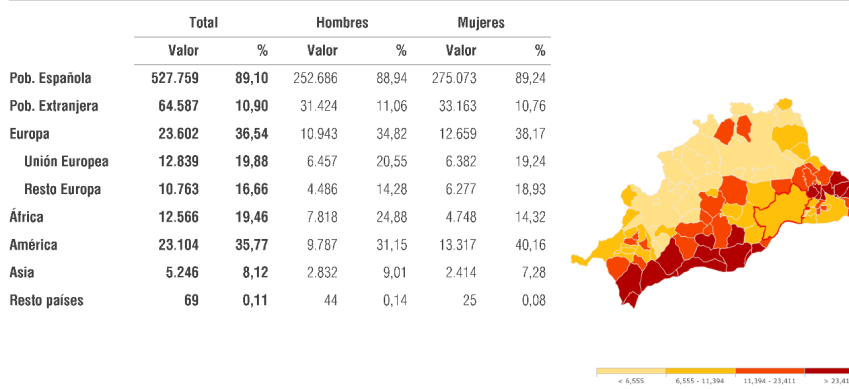 Total Hombres Mujeres
Valor % Valor % Valor %
Pob. Española 527.759 89,10 252.686 88,94 275.073 89,24
Pob. Extranjera 64.587 10,90 31.424 11,06 33.163 10,76
Europa 23.602 36,54 10.943 34,82 12.659 38,17
Unión Europea 12.839 19,88 6.457 20,55 6.382 19,24
Resto Europa 10.763 16,66 4.486 14,28 6.277 18,93
África 12.566 19,46 7.818 24,88 4.748 14,32
América 23.104 35,77 9.787 31,15 13.317 40,16
Asia 5.246 8,12 2.832 9,01 2.414 7,28
Resto países 69 0,11 44 0,14 25 0,08
< 6,555 6,555 - 11,394 11,394 - 23,411 > 23,41